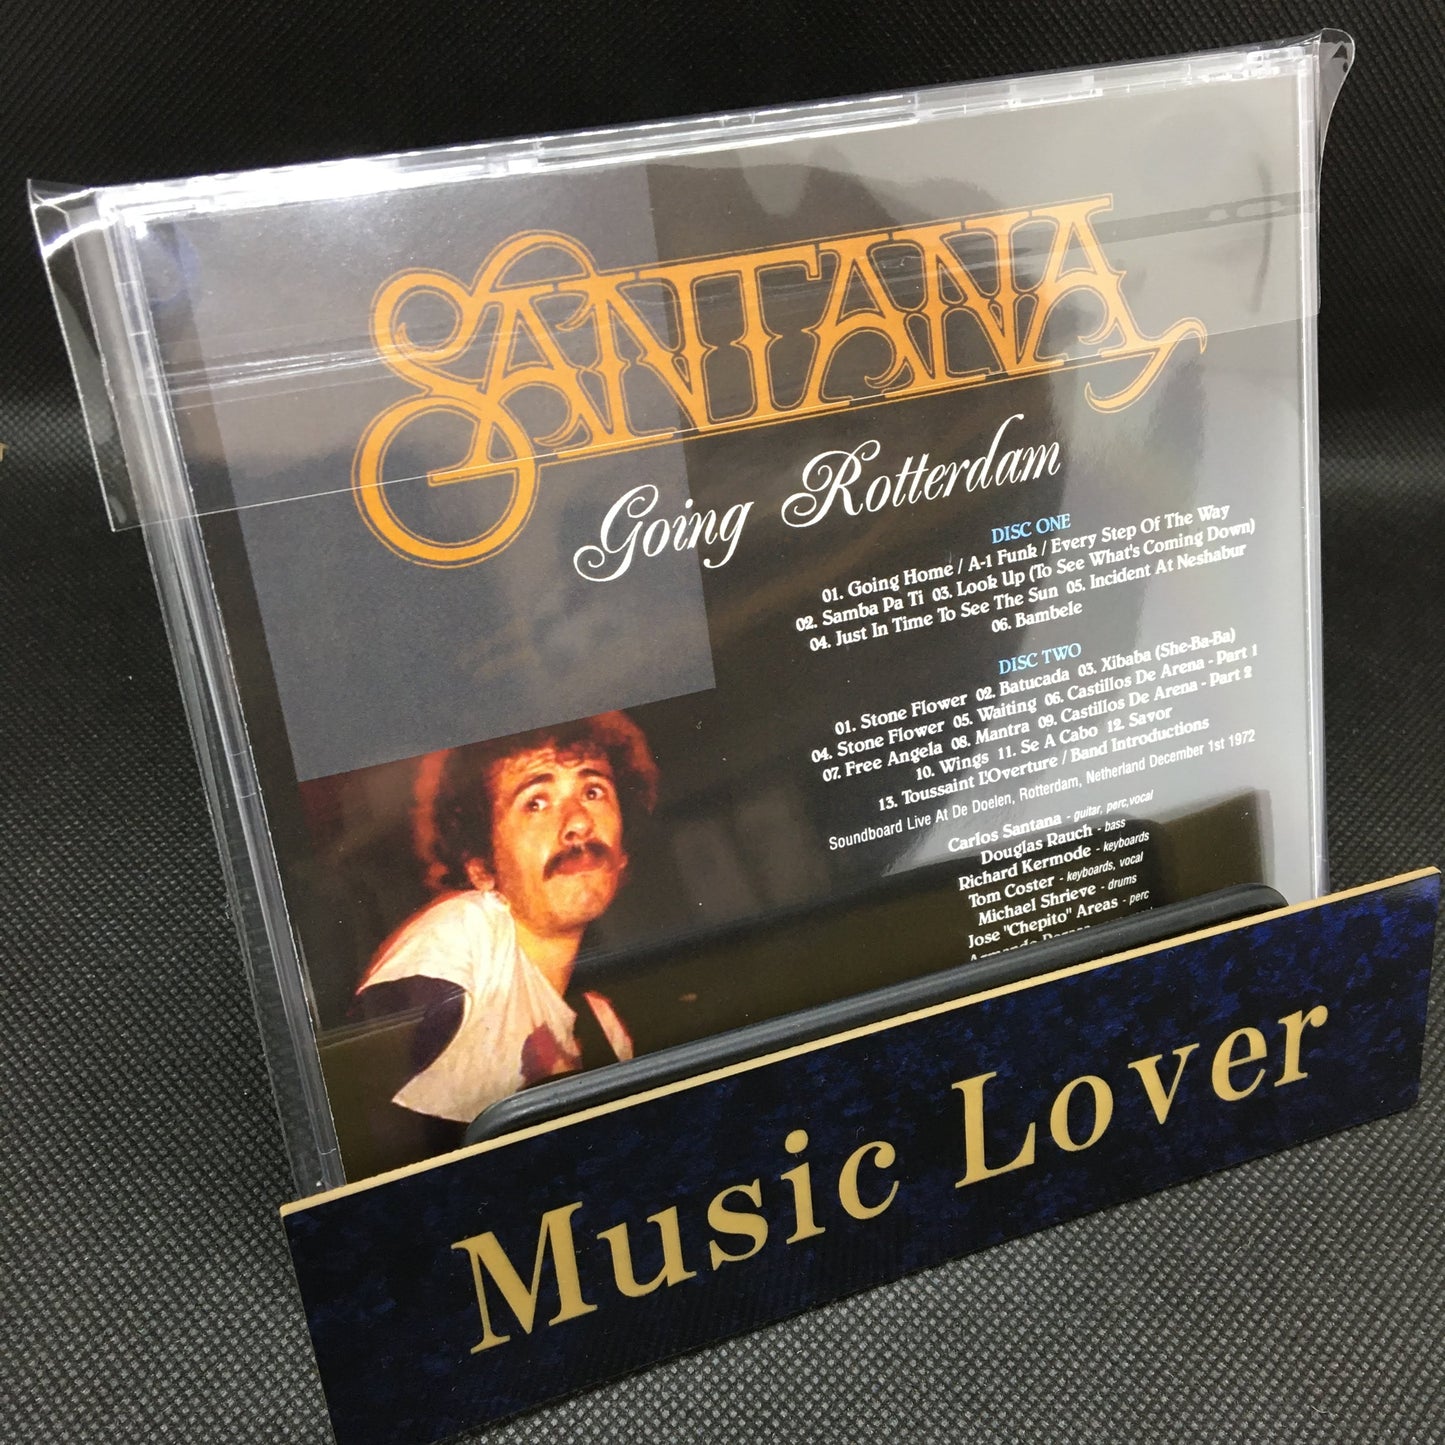 SANTANA
Going Rotterdam
DISC ONE
01. Going Home / A-1 Funk / Every Step Of The Way
02. Samba Pa Ti 03. Look Up (To See What's Coming Down)
04. Just In Time To See The Sun 05. Incident At Neshabur
06. Bambele
DISC TWO
01. Stone Flower 02. Batucada 03. Xibaba (She-Ba-Ba)
04. Stone Flower 05. Waiting 06. Castillos De Arena - Part 1
07. Free Angela 08. Mantra 09. Castillos De Arena - Part 2
10. Wings 11. Se A Cabo 12. Savor
13. Toussaint L'Overture / Band Introductions
Soundboard Live At De Doelen, Rotterdam, Netherland December 1st 1972
Carlos Santana - guitar, perc,vocal
Douglas Rauch - bass
Richard Kermode - keyboards
Tom Coster - keyboards, vocal
Michael Shrieve - drums
Jose "Chepito" Areas - perc
Music Lover